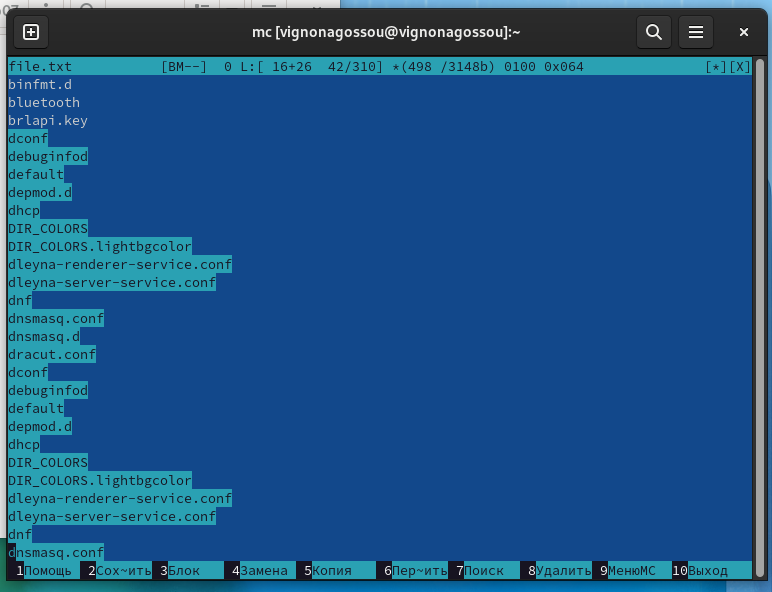 mc [vignonagossou@vignonagossou]:~
file.txt [BM--] 0 L:[ 16+26 42/310] *(498 /3148b) 0100 0x064 [*][X]
binfmt.d
bluetooth
brlapi.key
dconf
debuginfod
default
depmod.d
dhcp
DIR_COLORS
DIR_COLORS.lightbgcolor
dleyna-renderer-service.conf
dleyna-server-service.conf
dnf
dnsmasq.conf
dnsmasq.d
dracut.conf
dconf
debuginfod
default
depmod.d
dhcp
DIR_COLORS
DIR_COLORS.lightbgcolor
dleyna-renderer-service.conf
dleyna-server-service.conf
dnf
dnsmasq.conf
1Помощь 2Сох~ить 3Блок 4Замена 5Копия 6Пер~ить 7Поиск 8Удалить 9МенюМС 10Выход